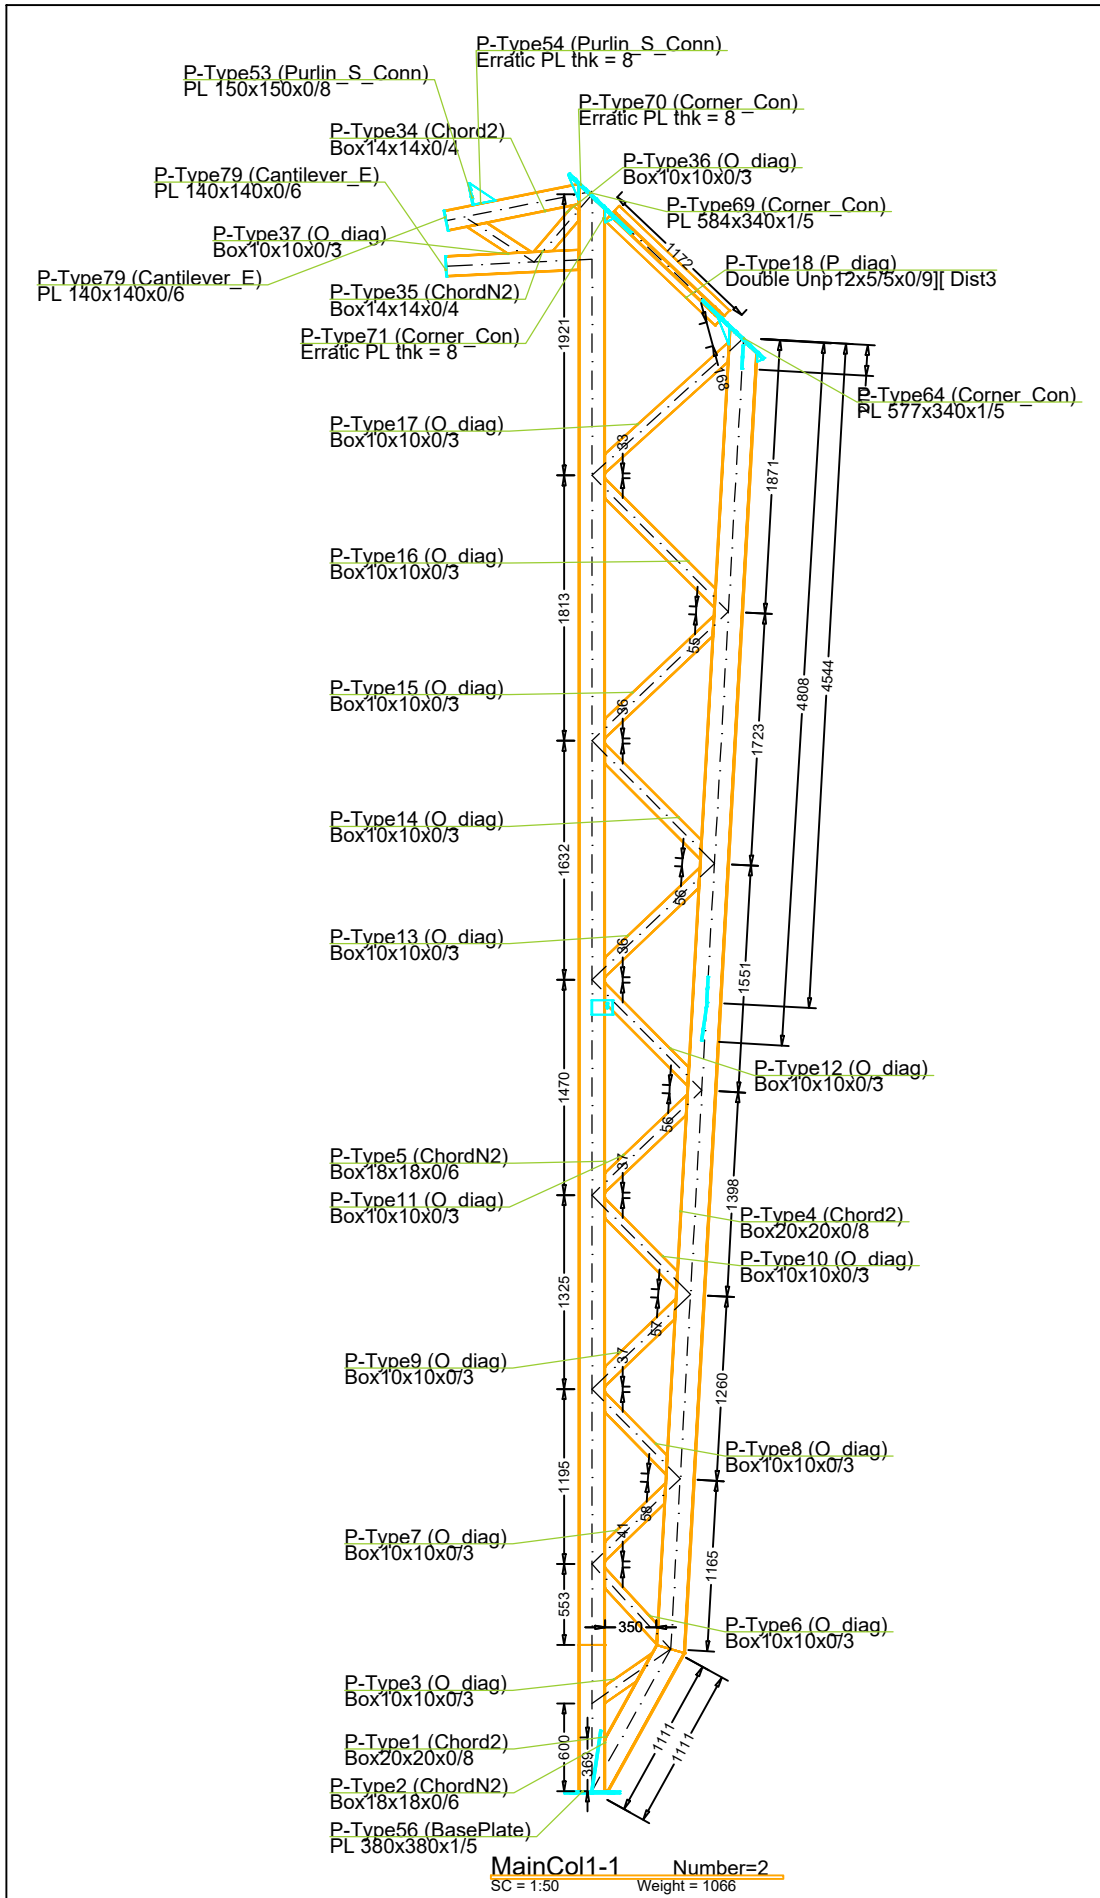 P-Type54 (Purlin_S_Conn)
Erratic PL thk = 8
P-Type53 (Purlin_S_Conn)
PL 150x150x0/8
P-Type70 (Corner_Con)
Erratic PL thk = 8
P-Type34 (Chord2)
Box14x14x0/4
P-Type36 (O_diag)
Box10x10x0/3
P-Type79 (Cantilever_E)
PL 140x140x0/6
P-Type69 (Corner_Con)
PL 584x340x1/5
P-Type37 (O_diag)
Box10x10x0/3
1172
P-Type18 (P_diag)
Double Unp12x5/5x0/9][ Dist3
P-Type79 (Cantilever_E)
PL 140x140x0/6
P-Type35 (ChordN2)
Box14x14x0/4
1921
P-Type71 (Corner_Con)
Erratic PL thk = 8
168
P-Type64 (Corner_Con)
PL 577x340x1/5
P-Type17 (O_diag)
Box10x10x0/3
33
1871
P-Type16 (O_diag)
Box10x10x0/3
1813
55
4544
4808
P-Type15 (O_diag)
Box10x10x0/3
36
1723
P-Type14 (O_diag)
Box10x10x0/3
1632
56
P-Type13 (O_diag)
Box10x10x0/3
36
1551
P-Type12 (O_diag)
Box10x10x0/3
1470
56
P-Type5 (ChordN2)
Box18x18x0/6
37
P-Type11 (O_diag)
Box10x10x0/3
1398
P-Type4 (Chord2)
Box20x20x0/8
P-Type10 (O_diag)
Box10x10x0/3
1325
57
P-Type9 (O_diag)
Box10x10x0/3
37
1260
P-Type8 (O_diag)
Box10x10x0/3
1195
58
P-Type7 (O_diag)
Box10x10x0/3
41
1165
553
350
P-Type6 (O_diag)
Box10x10x0/3
P-Type3 (O_diag)
Box10x10x0/3
600
369
1111
1111
P-Type1 (Chord2)
Box20x20x0/8
P-Type2 (ChordN2)
Box18x18x0/6
P-Type56 (BasePlate)
PL 380x380x1/5
MainCol1-1 Number=2
SC = 1:50 Weight = 1066